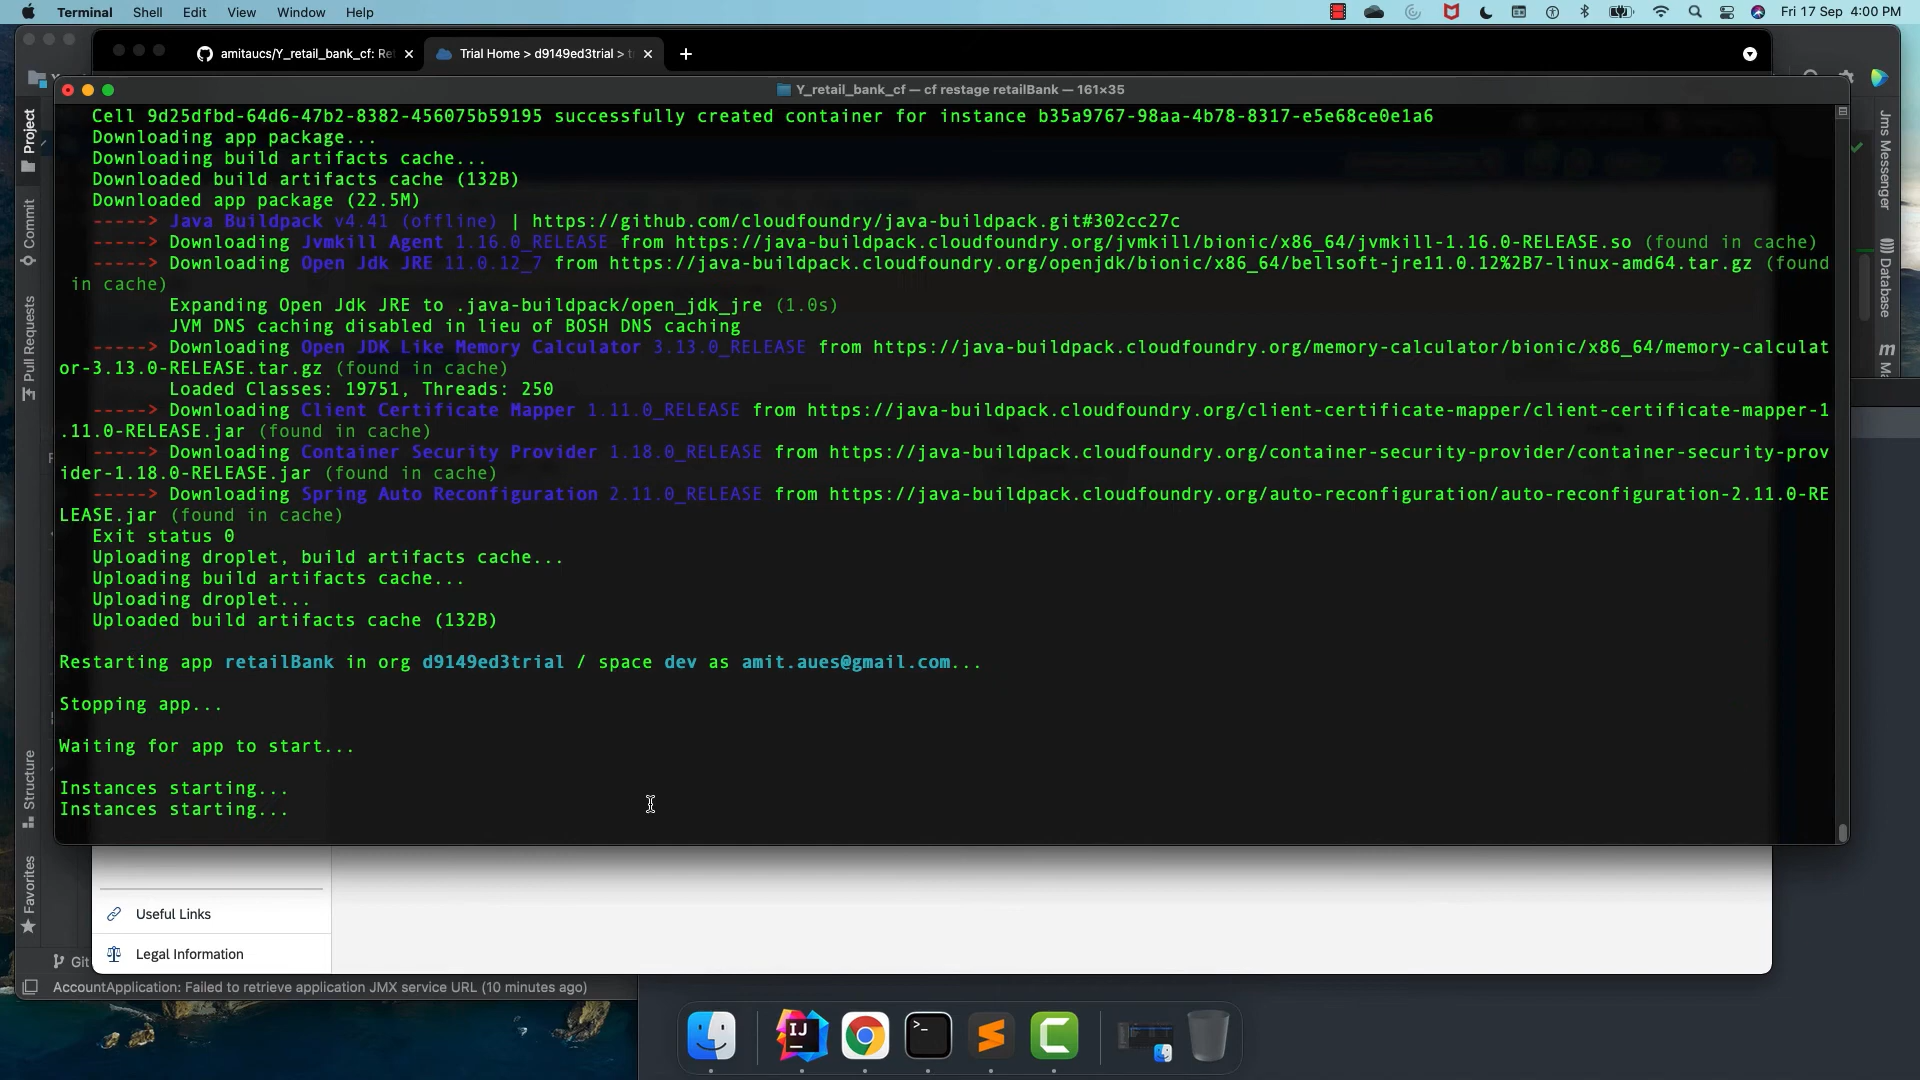 Terminal Shell Edit View Window Help Fri 17 Sep 4:00 PM
amitaucs/Y_retail_bank_cf: Re
Trial Home > d9149ed3trial >
Y_retail_bank_cf — cf restage retailBank — 161×35
Cell 9d25dfbd-64d6-47b2-8382-456075b59195 successfully created container for instance b35a9767-98aa-4b78-8317-e5e68ce0e1a6
Downloading app package...
Downloading build artifacts cache...
Downloaded build artifacts cache (132B)
Downloaded app package (22.5M)
-----> Java Buildpack v4.41 (offline) | https://github.com/cloudfoundry/java-buildpack.git#302cc27c
-----> Downloading Jvmkill Agent 1.16.0_RELEASE from https://java-buildpack.cloudfoundry.org/jvmkill/bionic/x86_64/jvmkill-1.16.0-RELEASE.so (found in cache)
-----> Downloading Open Jdk JRE 11.0.12_7 from https://java-buildpack.cloudfoundry.org/openjdk/bionic/x86_64/bellsoft-jre11.0.12%2B7-linux-amd64.tar.gz (found
in cache)
Expanding Open Jdk JRE to .java-buildpack/open_jdk_jre (1.0s)
JVM DNS caching disabled in lieu of BOSH DNS caching
-----> Downloading Open JDK Like Memory Calculator 3.13.0_RELEASE from https://java-buildpack.cloudfoundry.org/memory-calculator/bionic/x86_64/memory-calculat
or-3.13.0-RELEASE.tar.gz (found in cache)
Loaded Classes: 19751, Threads: 250
-----> Downloading Client Certificate Mapper 1.11.0_RELEASE from https://java-buildpack.cloudfoundry.org/client-certificate-mapper/client-certificate-mapper-1
.11.0-RELEASE.jar (found in cache)
-----> Downloading Container Security Provider 1.18.0_RELEASE from https://java-buildpack.cloudfoundry.org/container-security-provider/container-security-prov
ider-1.18.0-RELEASE.jar (found in cache)
-----> Downloading Spring Auto Reconfiguration 2.11.0_RELEASE from https://java-buildpack.cloudfoundry.org/auto-reconfiguration/auto-reconfiguration-2.11.0-RE
LEASE.jar (found in cache)
Exit status 0
Uploading droplet, build artifacts cache...
Uploading build artifacts cache...
Uploading droplet...
Uploaded build artifacts cache (132B)
Restarting app retailBank in org d9149ed3trial / space dev as amit.aues@gmail.com...
Stopping app...
Waiting for app to start...
Instances starting...
Instances starting...
Project
Commit
Pull Requests
Structure
Favorites
Jms Messenger
Database
Useful Links
Legal Information
Git
AccountApplication: Failed to retrieve application JMX service URL (10 minutes ago)